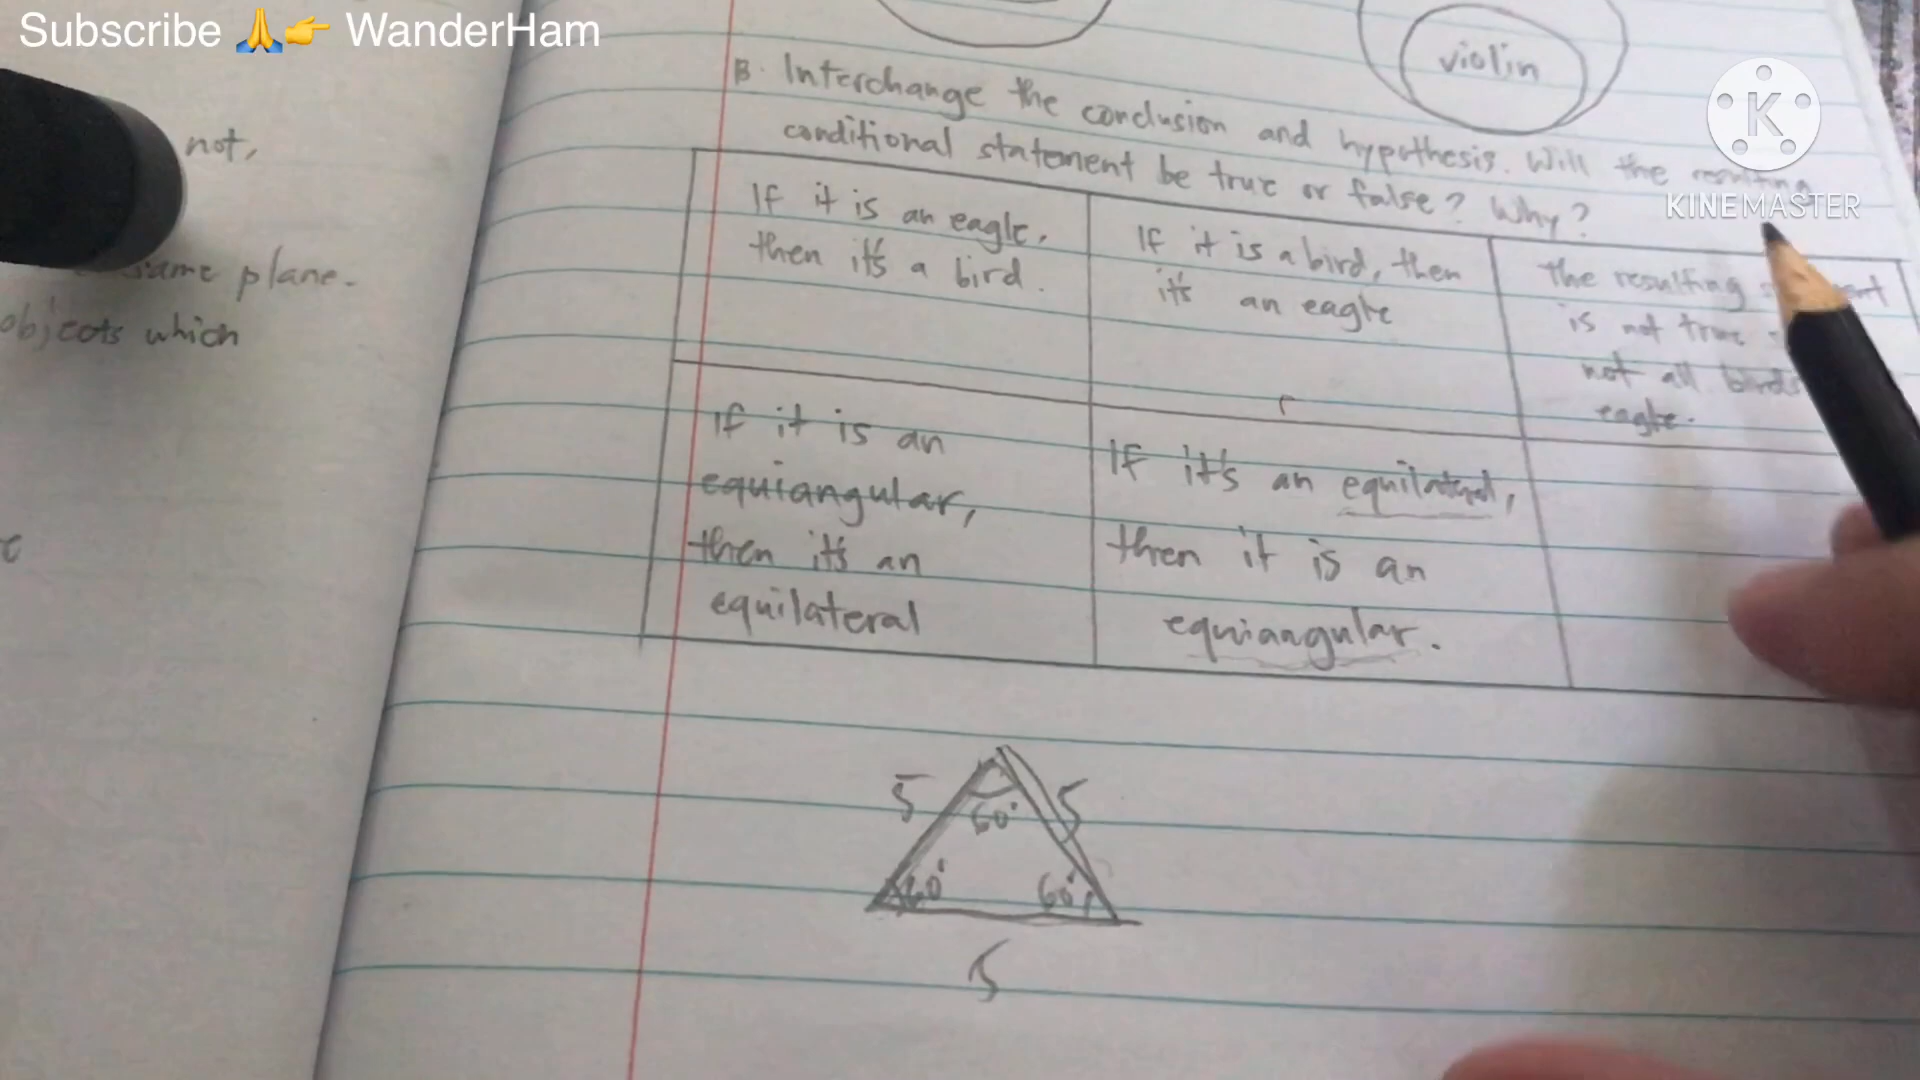 Subscribe 🙏👉 WanderHam
KINEMASTER
violin
B. Interchange the conclusion and hypothesis. Will the resulting
conditional statement be true or false? Why?
If it is an eagle,
then it's a bird.
If it is a bird, then
it's an eagle
The resulting
is not true
not all birds
eagle.
If it is an
equiangular,
then it's an
equilateral
If it's an equilateral,
then it is an
equiangular.
5
5
60°
60°
60°
5
not,
same plane.
objects which